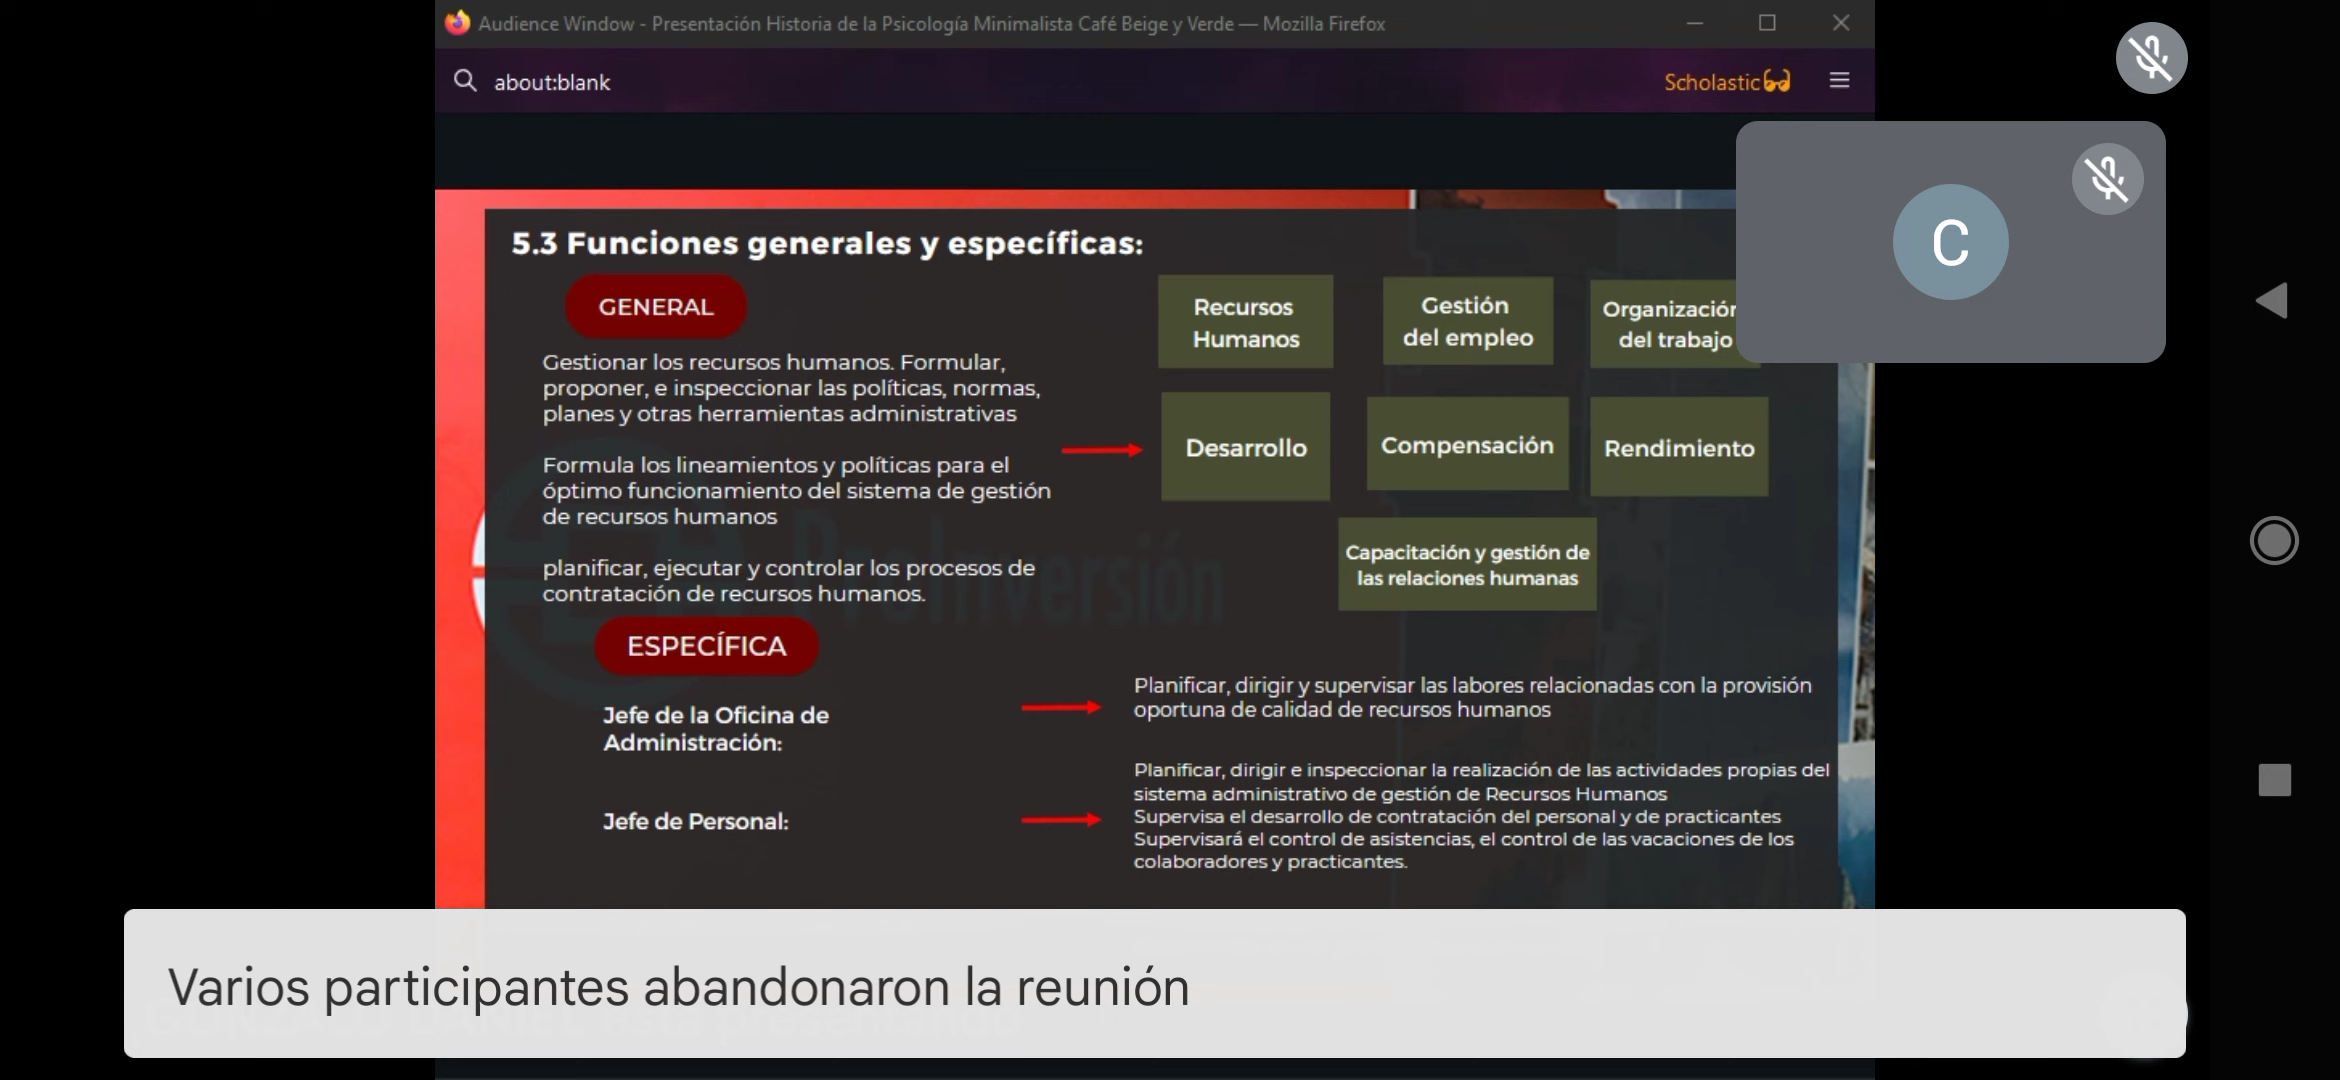 Audience Window - Presentación Historia de la Psicología Minimalista Café Beige y Verde — Mozilla Firefox
about:blank
Scholastic
C
5.3 Funciones generales y específicas:
GENERAL
Gestionar los recursos humanos. Formular,
proponer, e inspeccionar las políticas, normas,
planes y otras herramientas administrativas
Formula los lineamientos y políticas para el
óptimo funcionamiento del sistema de gestión
de recursos humanos
planificar, ejecutar y controlar los procesos de
contratación de recursos humanos.
Recursos
Humanos
Gestión
del empleo
Organización
del trabajo
Desarrollo
Compensación
Rendimiento
Capacitación y gestión de
las relaciones humanas
ProInversión
ESPECÍFICA
Jefe de la Oficina de
Administración:
Planificar, dirigir y supervisar las labores relacionadas con la provisión
oportuna de calidad de recursos humanos
Jefe de Personal:
Planificar, dirigir e inspeccionar la realización de las actividades propias del
sistema administrativo de gestión de Recursos Humanos
Supervisa el desarrollo de contratación del personal y de practicantes
Supervisará el control de asistencias, el control de las vacaciones de los
colaboradores y practicantes.
Varios participantes abandonaron la reunión